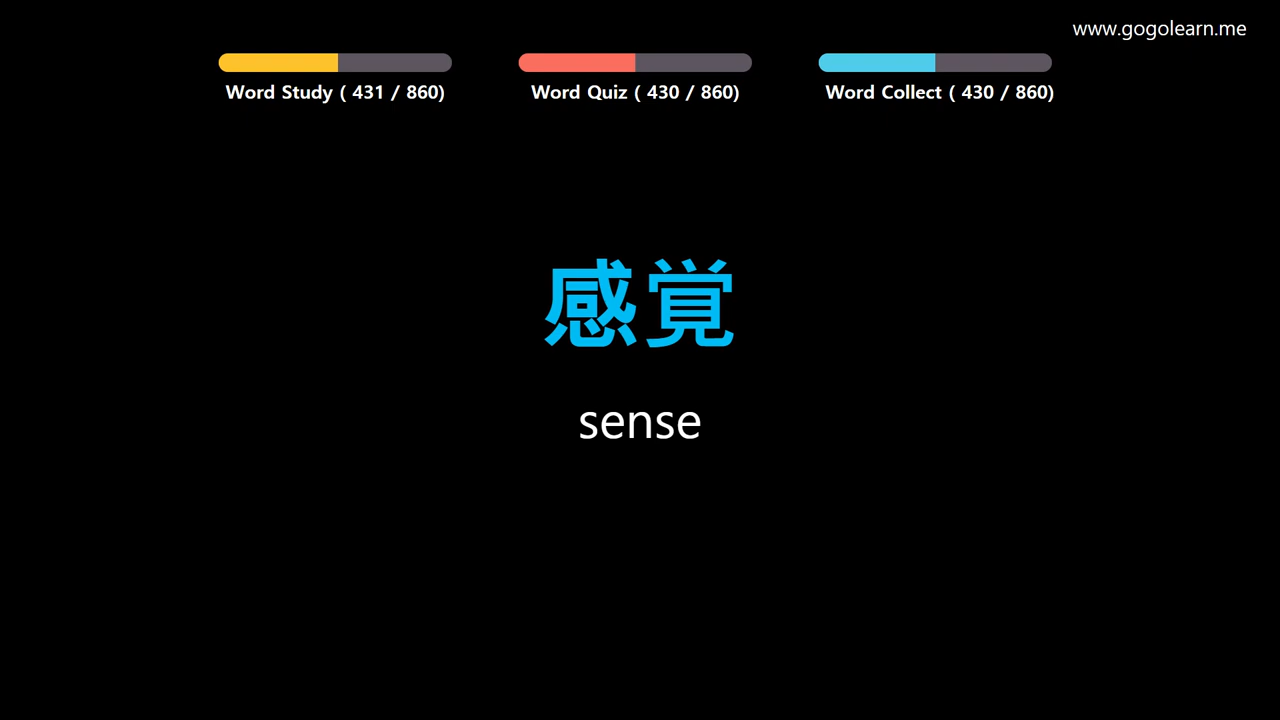 www.gogolearn.me
Word Study ( 431 / 860)
Word Quiz ( 430 / 860)
Word Collect ( 430 / 860)
感覚
sense